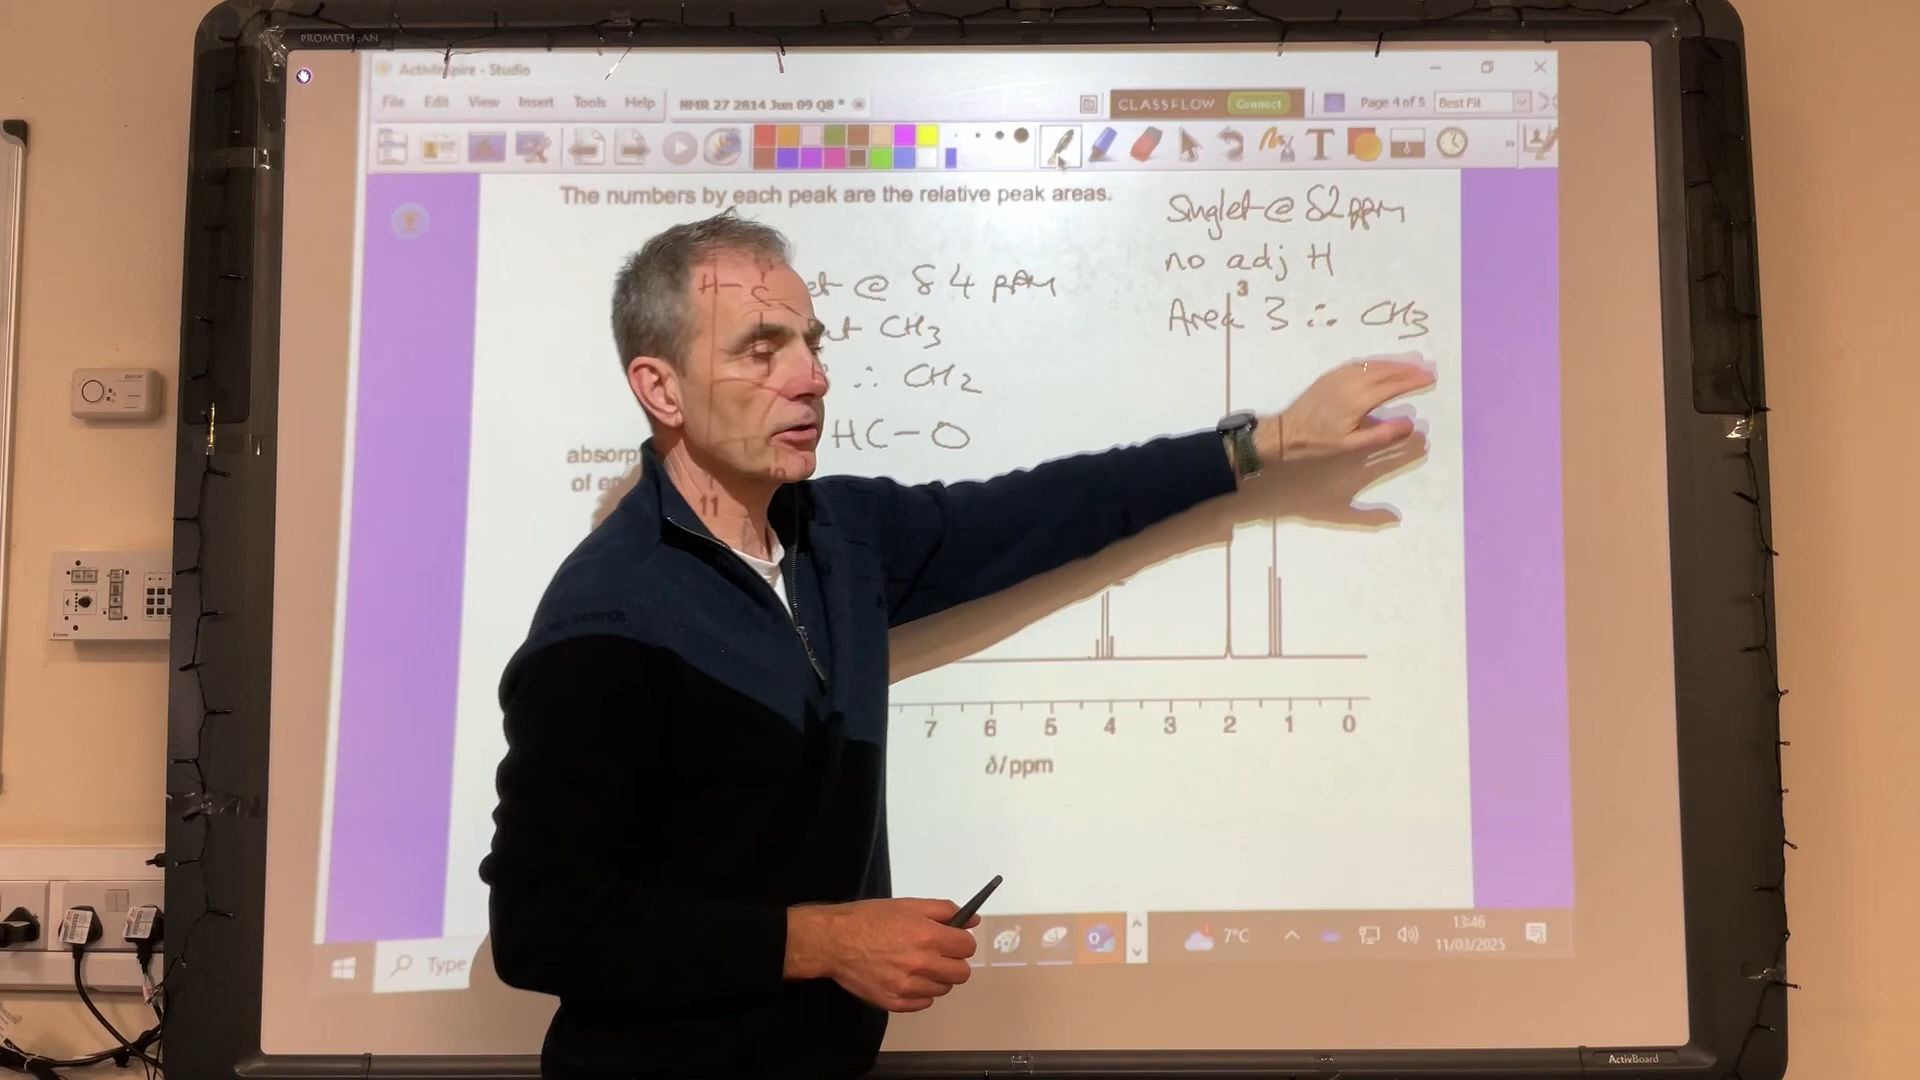 PROMETHEAN
ActivInspire - Studio
File Edit View Insert Tools Help NMR 27 2814 Jun 09 Q8 * CLASSFLOW Connect Page 4 of 5 Best Fit
T
The numbers by each peak are the relative peak areas.
Singlet @ δ2 ppm
no adj H
3
Area 3 ∴ CH3
H - C
@ δ 4 ppm
CH3
∴ CH2
HC - O
absorp
of en
11
7 6 5 4 3 2 1 0
δ/ppm
Type
7°C
13:46
11/03/2025
ActivBoard